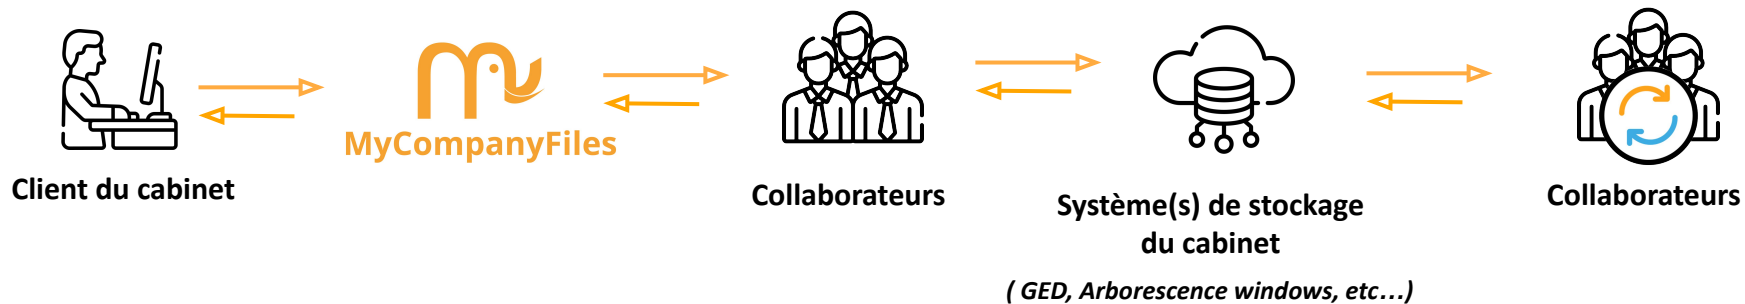 MyCompanyFiles
Client du cabinet
Collaborateurs
Système(s) de stockage
du cabinet
( GED, Arborescence windows, etc...)
Collaborateurs